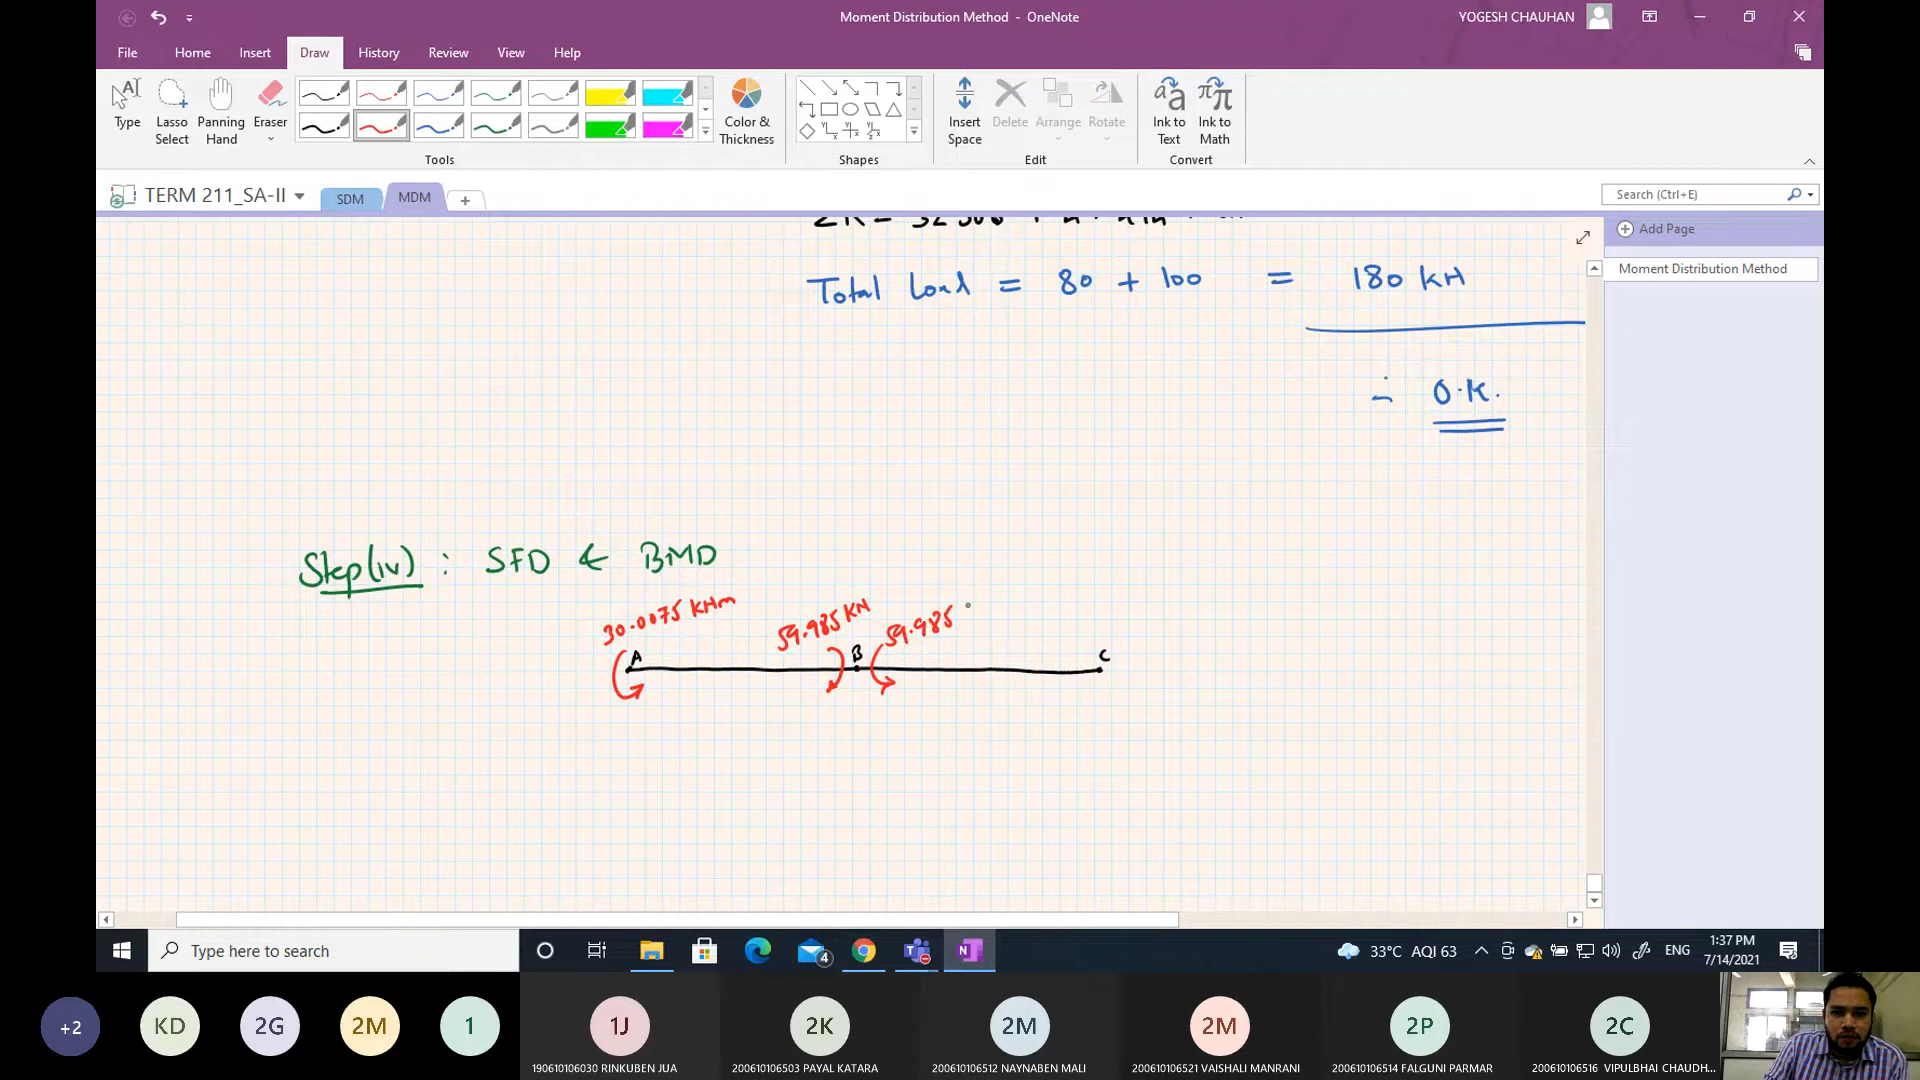 Moment Distribution Method - OneNote
YOGESH CHAUHAN
File Home Insert Draw History Review View Help
Type
Lasso Select
Panning Hand
Eraser
Color & Thickness
Insert Space
Delete
Arrange
Rotate
Ink to Text
Ink to Math
Tools
Shapes
Edit
Convert
TERM 211_SA-II
SDM
MDM
Search (Ctrl+E)
Add Page
Moment Distribution Method
Total Load = 80 + 100 = 180 KN
∴ O.K.
Step(iv) : SFD & BMD
30.0075 KNm
59.985 KN
59.985
A
B
C
Type here to search
4
33°C AQI 63
ENG
1:37 PM
7/14/2021
+2
KD
2G
2M
1
1J
2K
2M
2M
2P
2C
190610106030 RINKUBEN JUA
200610106503 PAYAL KATARA
200610106512 NAYNABEN MALI
200610106521 VAISHALI MANRANI
200610106514 FALGUNI PARMAR
200610106516 VIPULBHAI CHAUDH...